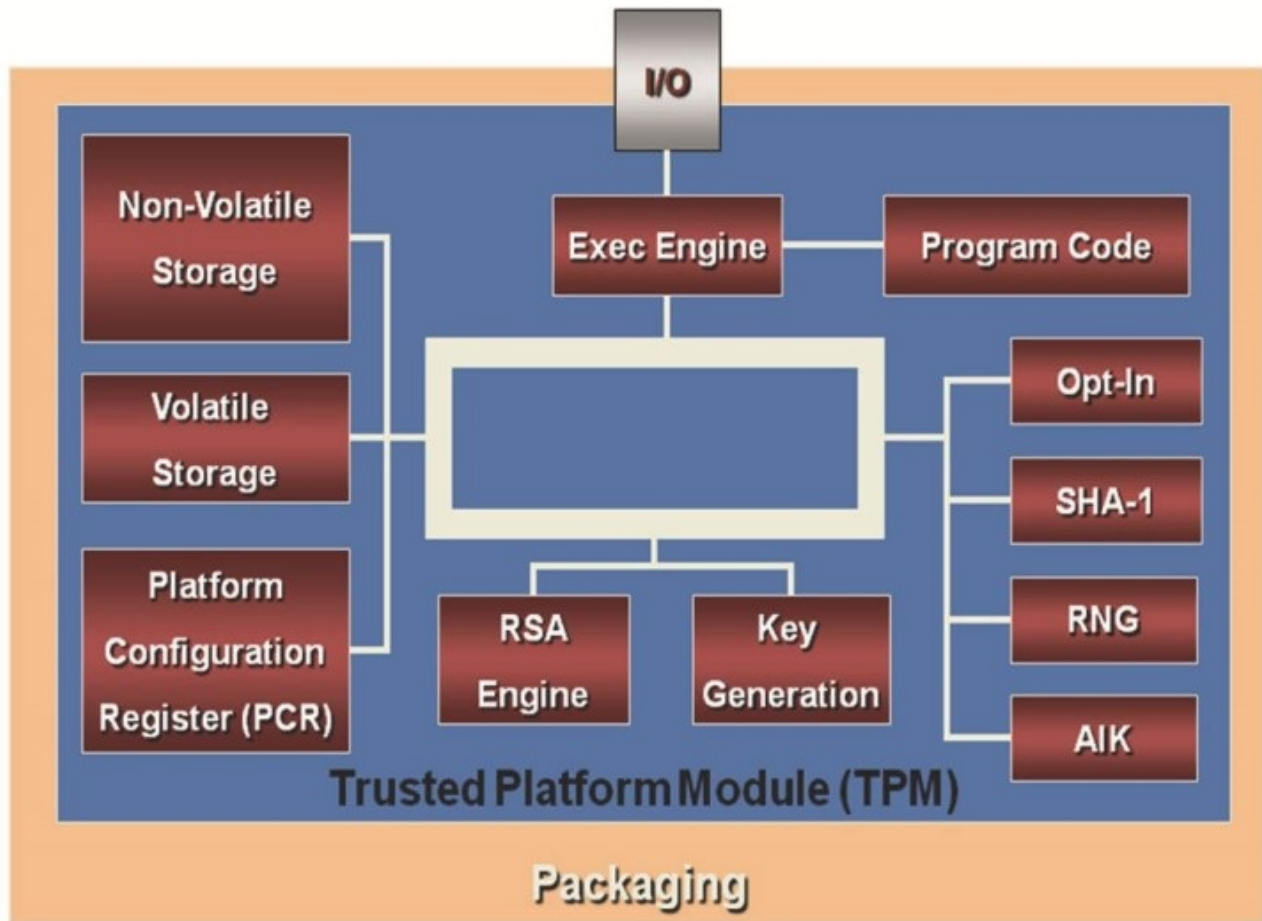 I/O
Non-Volatile
Storage
Exec Engine
Program Code
Volatile
Storage
Opt-In
SHA-1
Platform
Configuration
Register (PCR)
RSA
Engine
Key
Generation
RNG
AIK
Trusted Platform Module (TPM)
Packaging